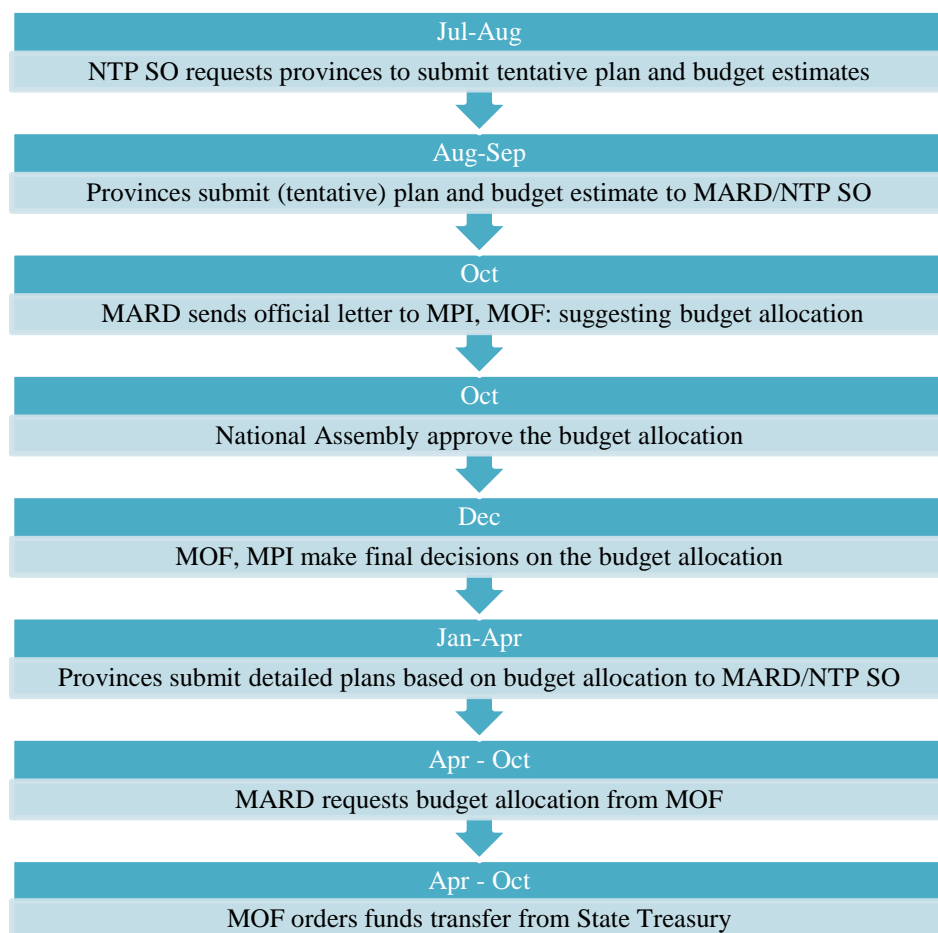 Jul-Aug
NTP SO requests provinces to submit tentative plan and budget estimates
Aug-Sep
Provinces submit (tentative) plan and budget estimate to MARD/NTP SO
Oct
MARD sends official letter to MPI, MOF: suggesting budget allocation
Oct
National Assembly approve the budget allocation
Dec
MOF, MPI make final decisions on the budget allocation
Jan-Apr
Provinces submit detailed plans based on budget allocation to MARD/NTP SO
Apr - Oct
MARD requests budget allocation from MOF
Apr - Oct
MOF orders funds transfer from State Treasury